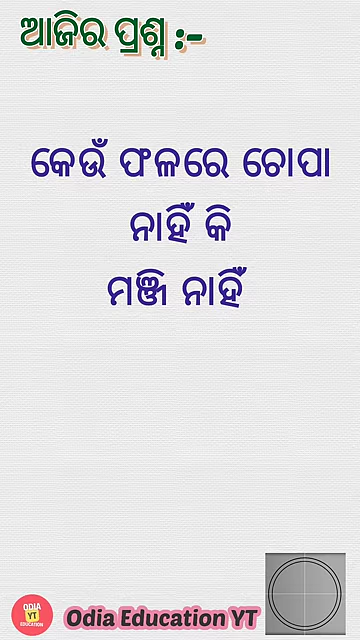 ଆଜିର ପ୍ରଶ୍ନ :-
କେଉଁ ଫଳରେ ଚୋପା
ନାହିଁ କି
ମଞ୍ଜି ନାହିଁ
ODIA
YT
EDUCATION
Odia Education YT